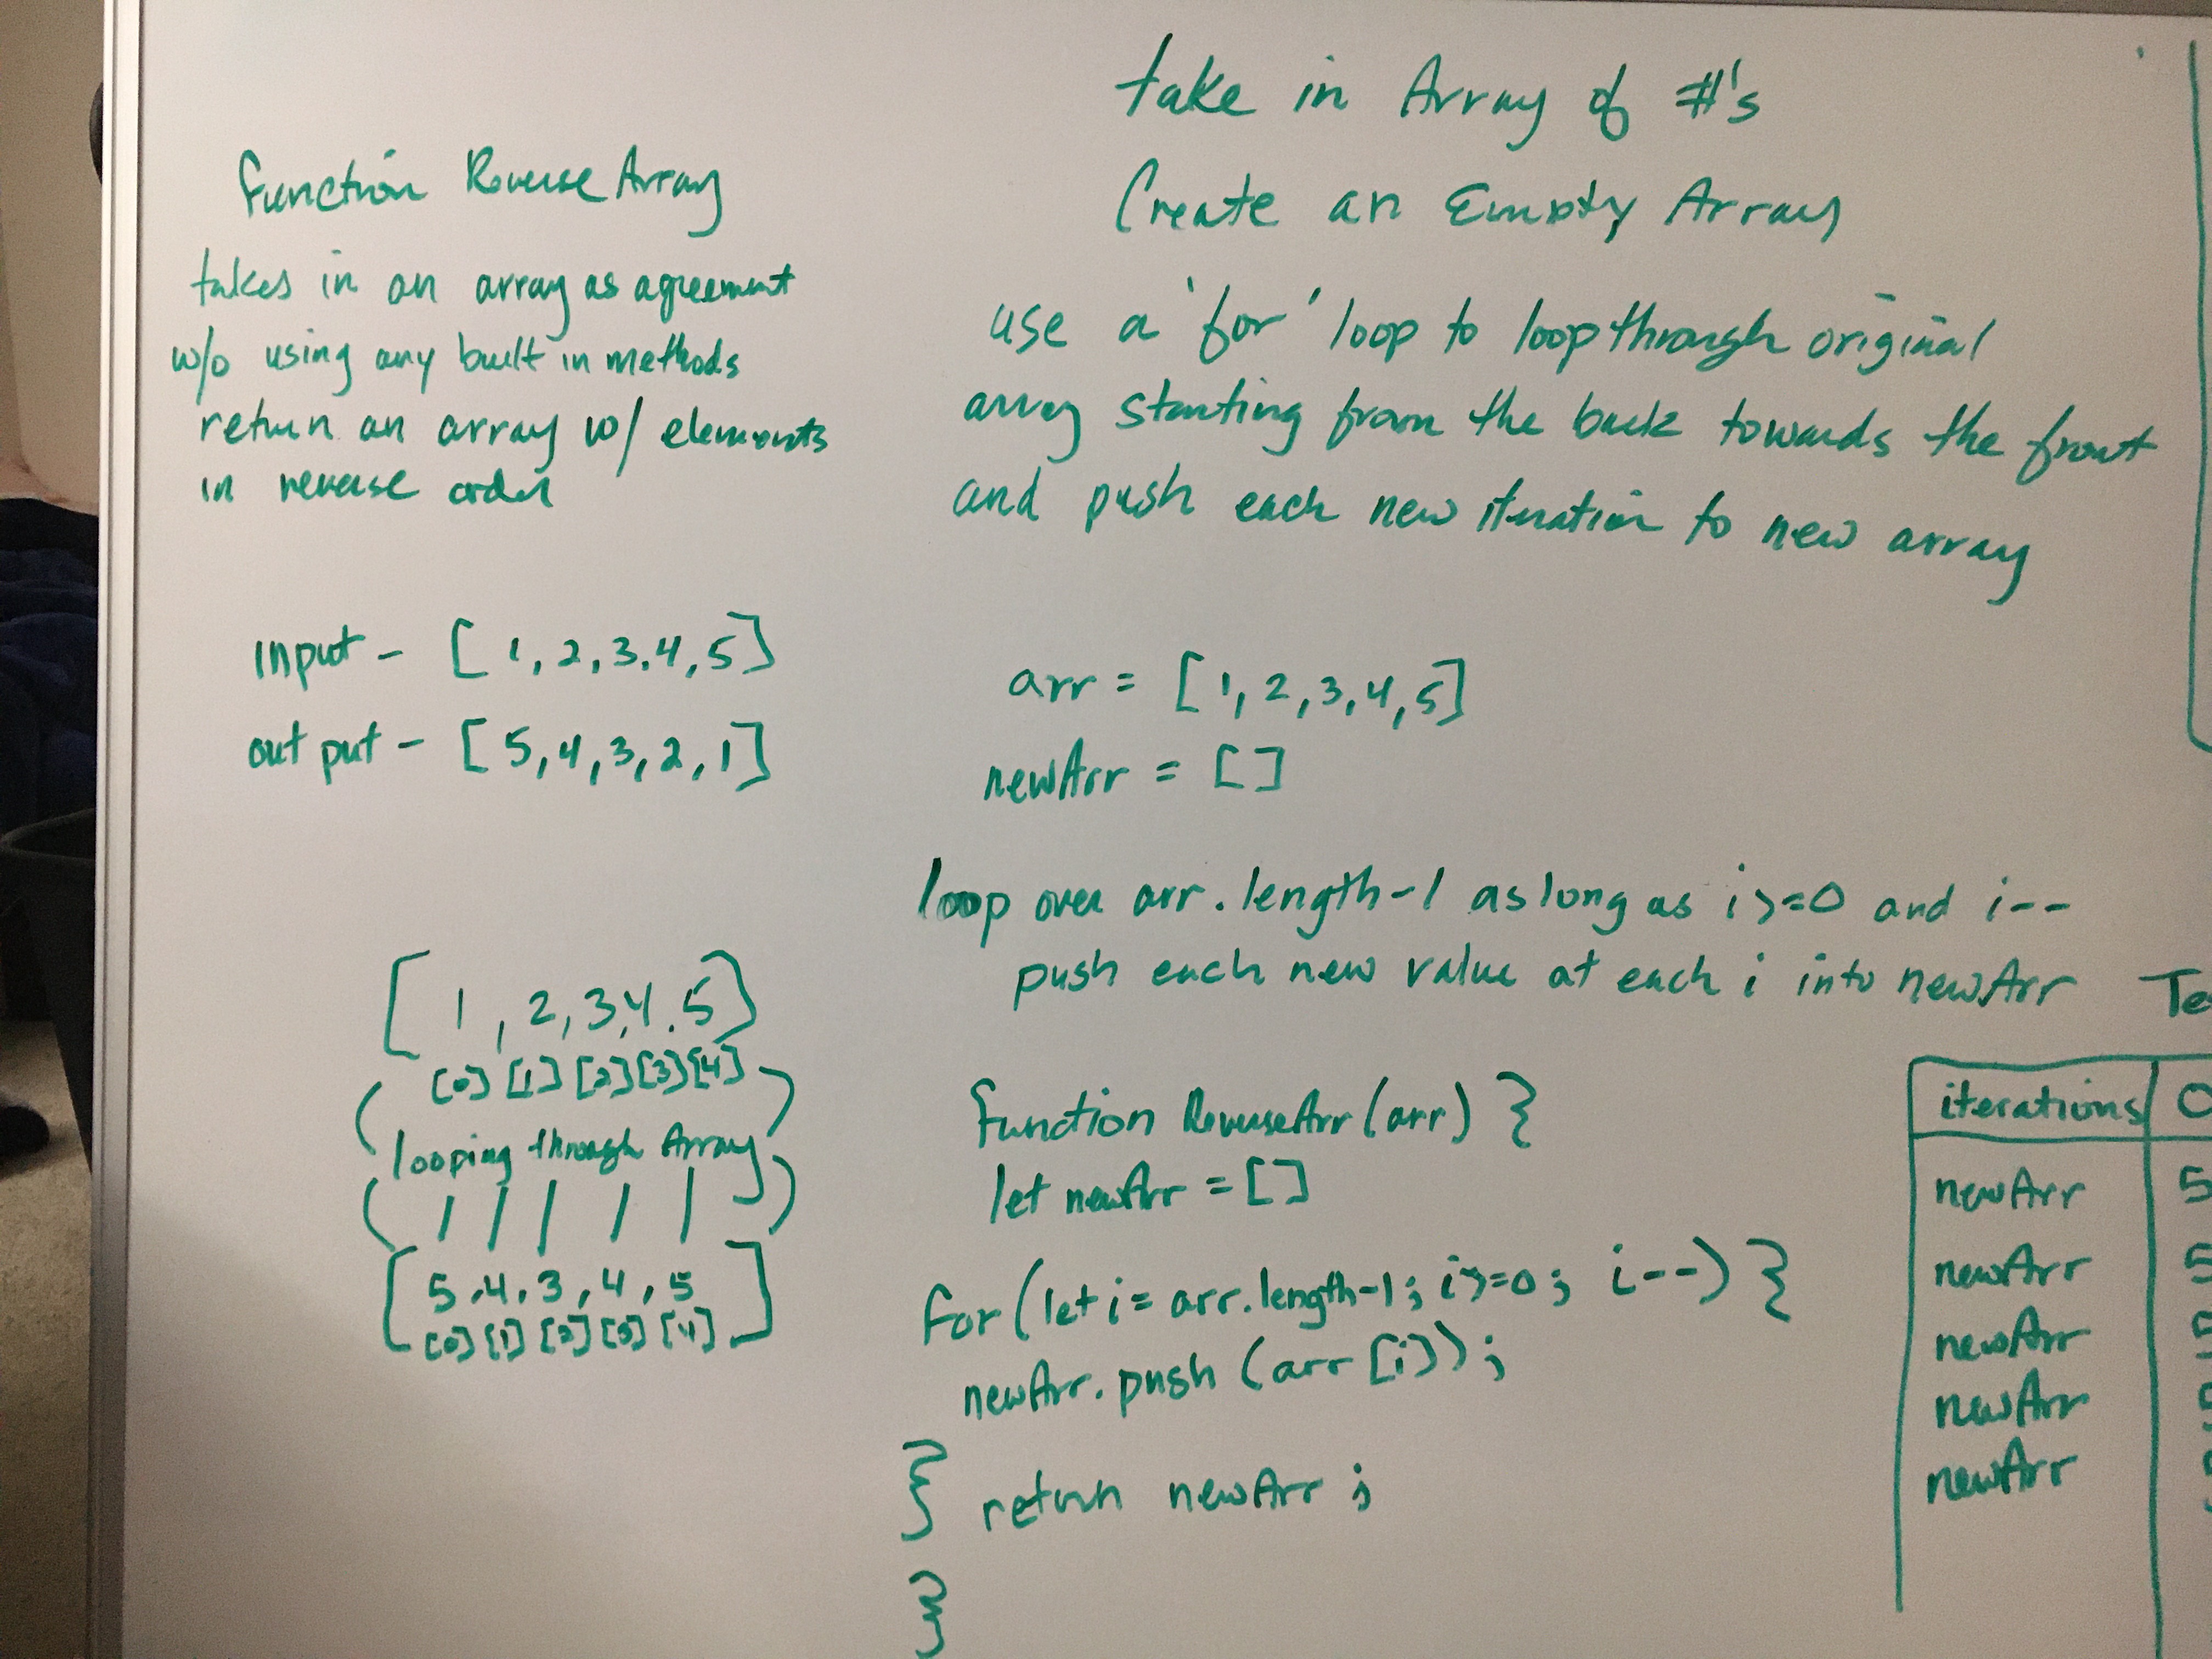 function ReverseArray
takes in an array as agreement
w/o using any built in methods
return an array w/ elements
in reverse order
input - [ 1, 2, 3, 4, 5]
out put - [ 5, 4, 3, 2, 1]
[ 1, 2, 3, 4, 5]
[0] [1] [2] [3] [4]
looping through Array
[ 5, 4, 3, 4, 5 ]
[0] [1] [2] [3] [4]
take in Array of #'s
Create an Empty Array
use a 'for' loop to loop through original
array starting from the back towards the front
and push each new iteration to new array
arr = [ 1, 2, 3, 4, 5]
newArr = [ ]
loop over arr.length-1 as long as i >=0 and i--
push each new value at each i into newArr
function ReverseArr (arr) }
let newArr = [ ]
for (let i = arr.length-1; i>=0; i--) }
newArr.push (arr [i]);
} return newArr ;
}
Te
iterations 0
newArr 5
newArr 5
newArr 5
newArr
newArr